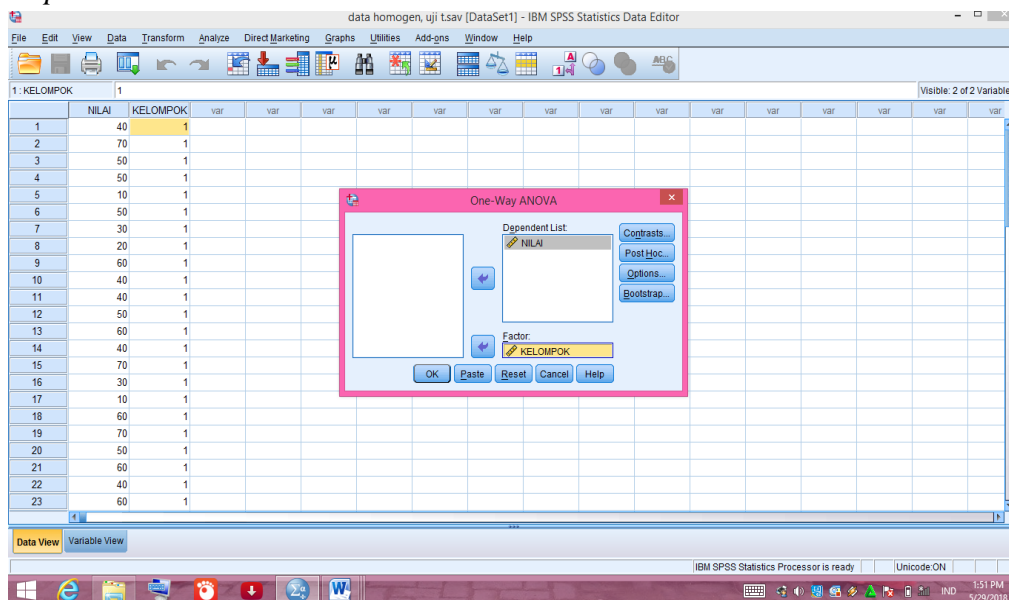 data homogen, uji t.sav [DataSet1] - IBM SPSS Statistics Data Editor
File Edit View Data Transform Analyze Direct Marketing Graphs Utilities Add-ons Window Help
1 : KELOMPOK 1 Visible: 2 of 2 Variable
NILAI KELOMPOK var var var var var var var var var var var var var var var var var
1 40 1
2 70 1
3 50 1
4 50 1
5 10 1
6 50 1
7 30 1
8 20 1
9 60 1
10 40 1
11 40 1
12 50 1
13 60 1
14 40 1
15 70 1
16 30 1
17 10 1
18 60 1
19 70 1
20 50 1
21 60 1
22 40 1
23 60 1
One-Way ANOVA
Dependent List:
NILAI
Contrasts...
Post Hoc...
Options...
Bootstrap...
Factor:
KELOMPOK
OK Paste Reset Cancel Help
Data View Variable View
IBM SPSS Statistics Processor is ready Unicode:ON
IND 1:51 PM
5/29/2018